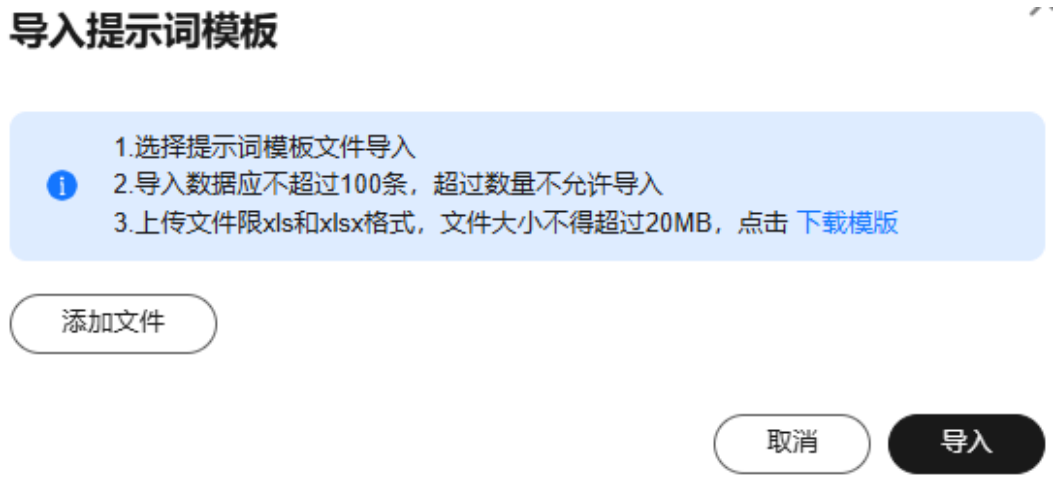 导入提示词模板
1.选择提示词模板文件导入
2.导入数据应不超过100条，超过数量不允许导入
3.上传文件限xls和xlsx格式，文件大小不得超过20MB，点击 下载模版
添加文件
取消
导入